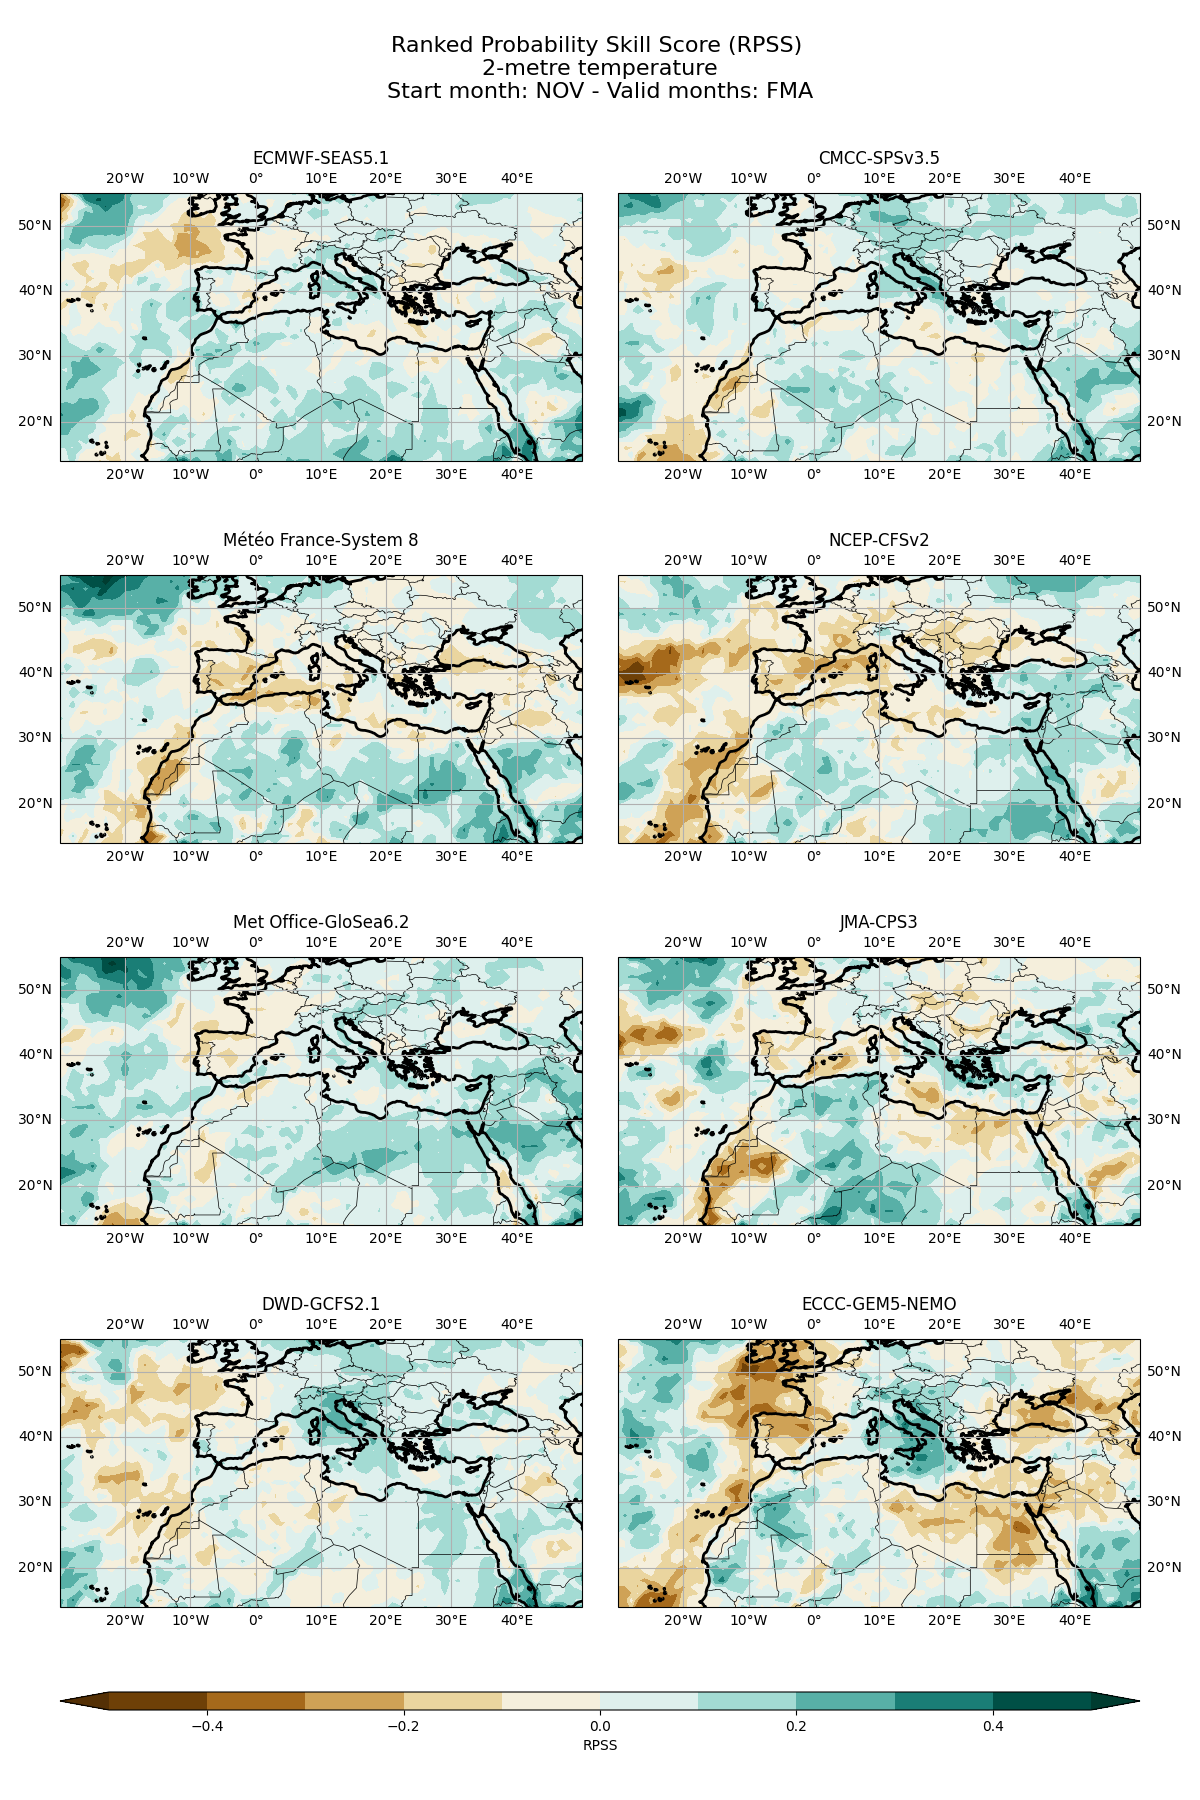 Ranked Probability Skill Score (RPSS)
2-metre temperature
Start month: NOV - Valid months: FMA
ECMWF-SEAS5.1
20°W 10°W 0° 10°E 20°E 30°E 40°E
50°N
40°N
30°N
20°N
20°W 10°W 0° 10°E 20°E 30°E 40°E
CMCC-SPSv3.5
20°W 10°W 0° 10°E 20°E 30°E 40°E
50°N
40°N
30°N
20°N
20°W 10°W 0° 10°E 20°E 30°E 40°E
Météo France-System 8
20°W 10°W 0° 10°E 20°E 30°E 40°E
50°N
40°N
30°N
20°N
20°W 10°W 0° 10°E 20°E 30°E 40°E
NCEP-CFSv2
20°W 10°W 0° 10°E 20°E 30°E 40°E
50°N
40°N
30°N
20°N
20°W 10°W 0° 10°E 20°E 30°E 40°E
Met Office-GloSea6.2
20°W 10°W 0° 10°E 20°E 30°E 40°E
50°N
40°N
30°N
20°N
20°W 10°W 0° 10°E 20°E 30°E 40°E
JMA-CPS3
20°W 10°W 0° 10°E 20°E 30°E 40°E
50°N
40°N
30°N
20°N
20°W 10°W 0° 10°E 20°E 30°E 40°E
DWD-GCFS2.1
20°W 10°W 0° 10°E 20°E 30°E 40°E
50°N
40°N
30°N
20°N
20°W 10°W 0° 10°E 20°E 30°E 40°E
ECCC-GEM5-NEMO
20°W 10°W 0° 10°E 20°E 30°E 40°E
50°N
40°N
30°N
20°N
20°W 10°W 0° 10°E 20°E 30°E 40°E
−0.4 −0.2 0.0 0.2 0.4
RPSS